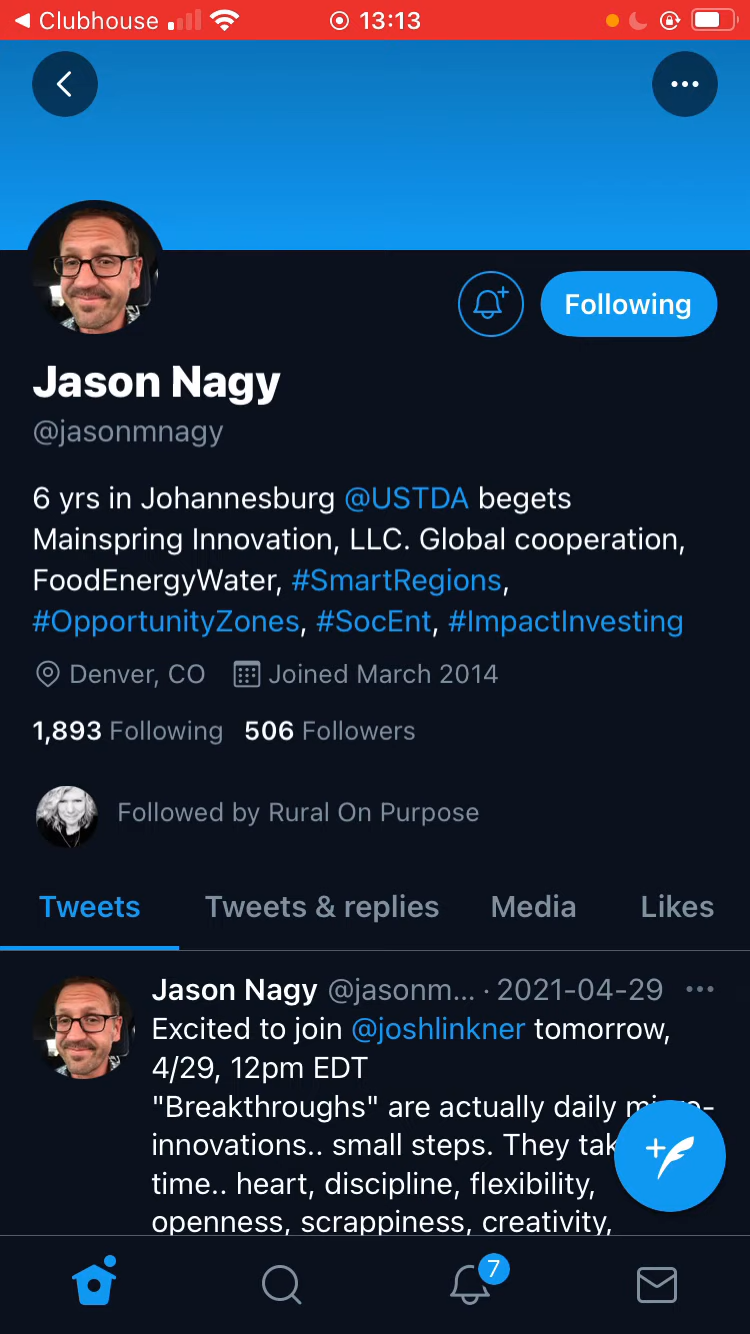 Clubhouse 13:13
Following
Jason Nagy
@jasonmnagy
6 yrs in Johannesburg @USTDA begets
Mainspring Innovation, LLC. Global cooperation,
FoodEnergyWater, #SmartRegions,
#OpportunityZones, #SocEnt, #ImpactInvesting
Denver, CO Joined March 2014
1,893 Following 506 Followers
Followed by Rural On Purpose
Tweets Tweets & replies Media Likes
Jason Nagy @jasonm... · 2021-04-29
Excited to join @joshlinkner tomorrow,
4/29, 12pm EDT
"Breakthroughs" are actually daily
innovations.. small steps. They
time.. heart, discipline, flexibility,
openness, scrappiness, creativity,
7